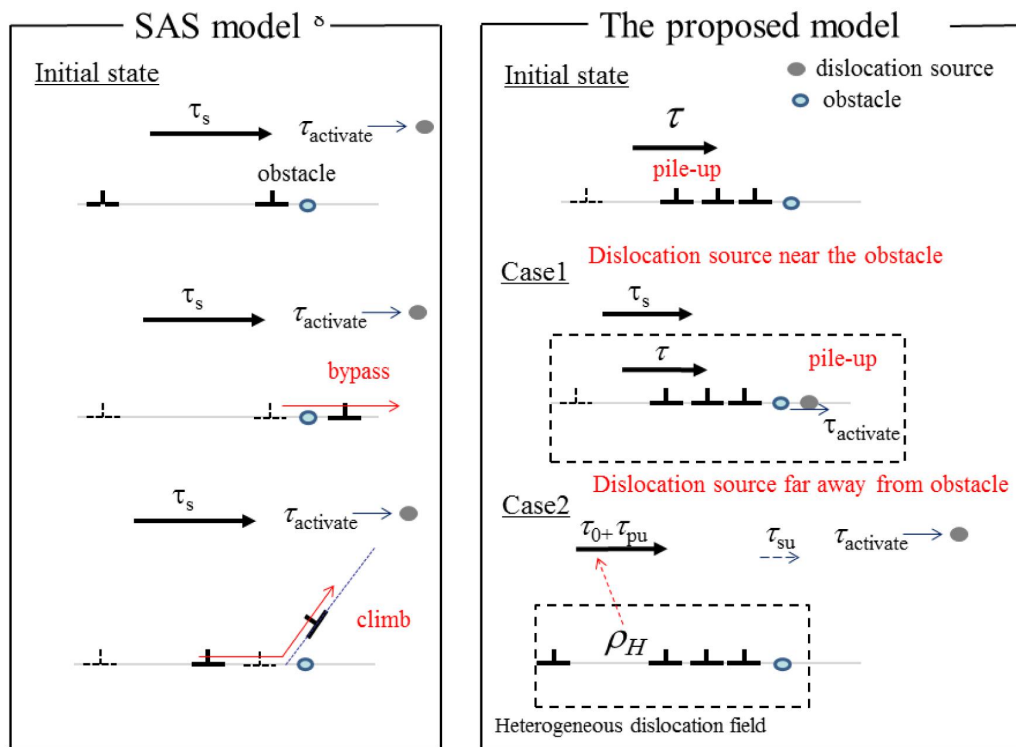 SAS model δ
Initial state
τs
τactivate
obstacle
τs
τactivate
bypass
τs
τactivate
climb
The proposed model
Initial state
dislocation source
obstacle
τ
pile-up
Dislocation source near the obstacle
Case1
τs
τ
pile-up
τactivate
Dislocation source far away from obstacle
Case2
τ0+ τpu
τsu
τactivate
ρH
Heterogeneous dislocation field